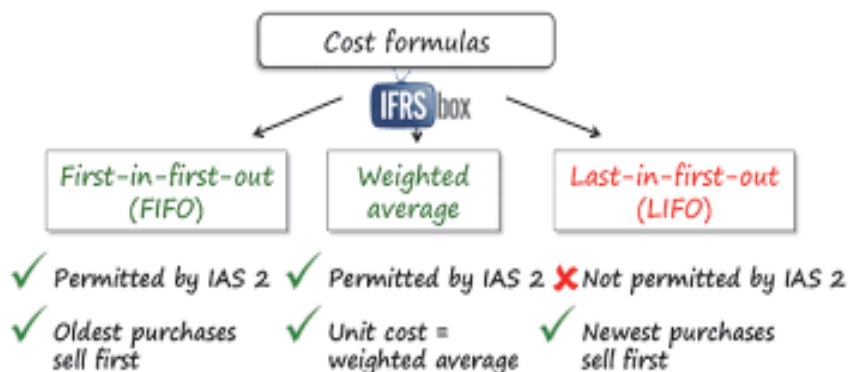 Cost formulas
IFRSbox
First-in-first-out
(FIFO)
Weighted
average
Last-in-first-out
(LIFO)
Permitted by IAS 2
Oldest purchases
sell first
Permitted by IAS 2
Unit cost =
weighted average
Not permitted by IAS 2
Newest purchases
sell first